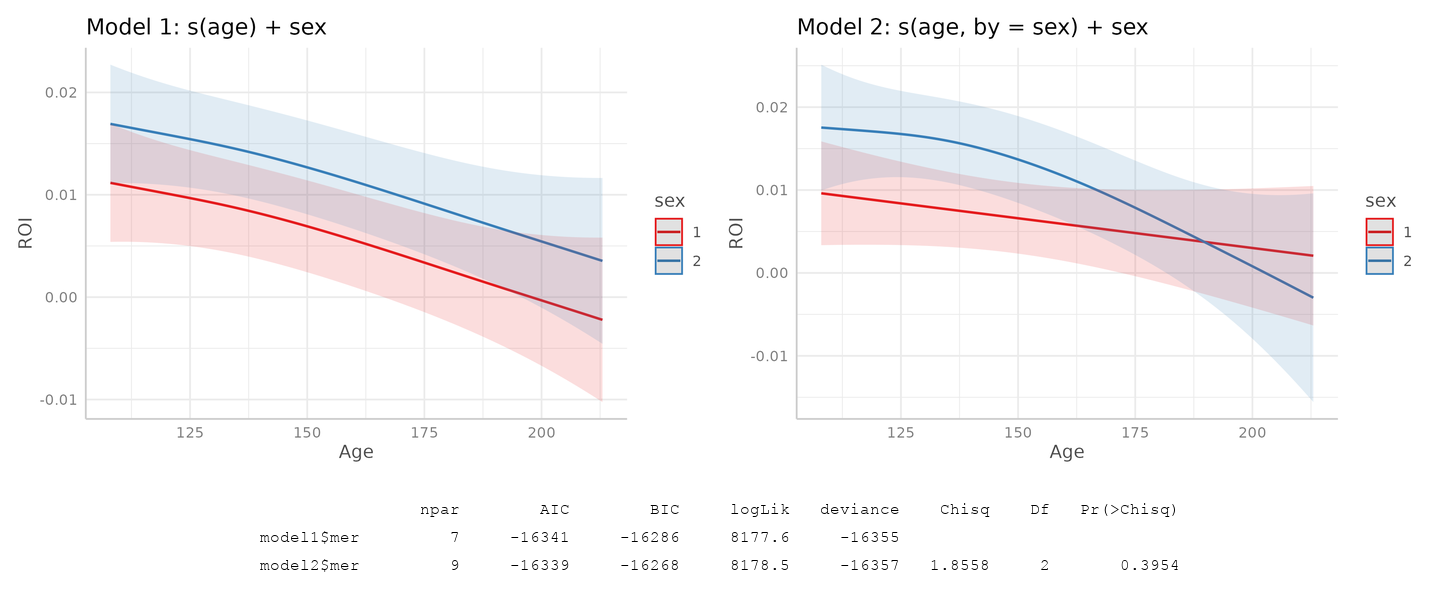 Model 1: s(age) + sex
ROI
0.02
0.01
0.00
-0.01
125 150 175 200
Age
sex
1
2
Model 2: s(age, by = sex) + sex
ROI
0.02
0.01
0.00
-0.01
125 150 175 200
Age
sex
1
2
npar AIC BIC logLik deviance Chisq Df Pr(>Chisq)
model1$mer 7 -16341 -16286 8177.6 -16355
model2$mer 9 -16339 -16268 8178.5 -16357 1.8558 2 0.3954